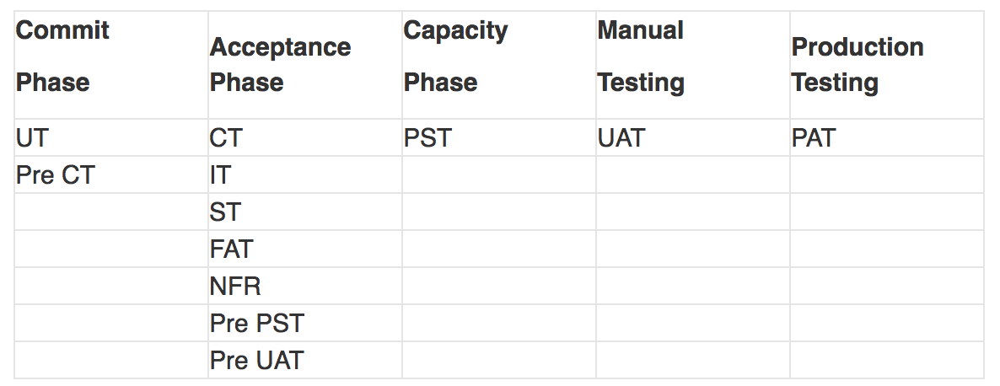 Commit Phase	Acceptance Phase	Capacity Phase	Manual Testing	Production Testing
UT	CT	PST	UAT	PAT
Pre CT	IT
ST
FAT
NFR
Pre PST
Pre UAT